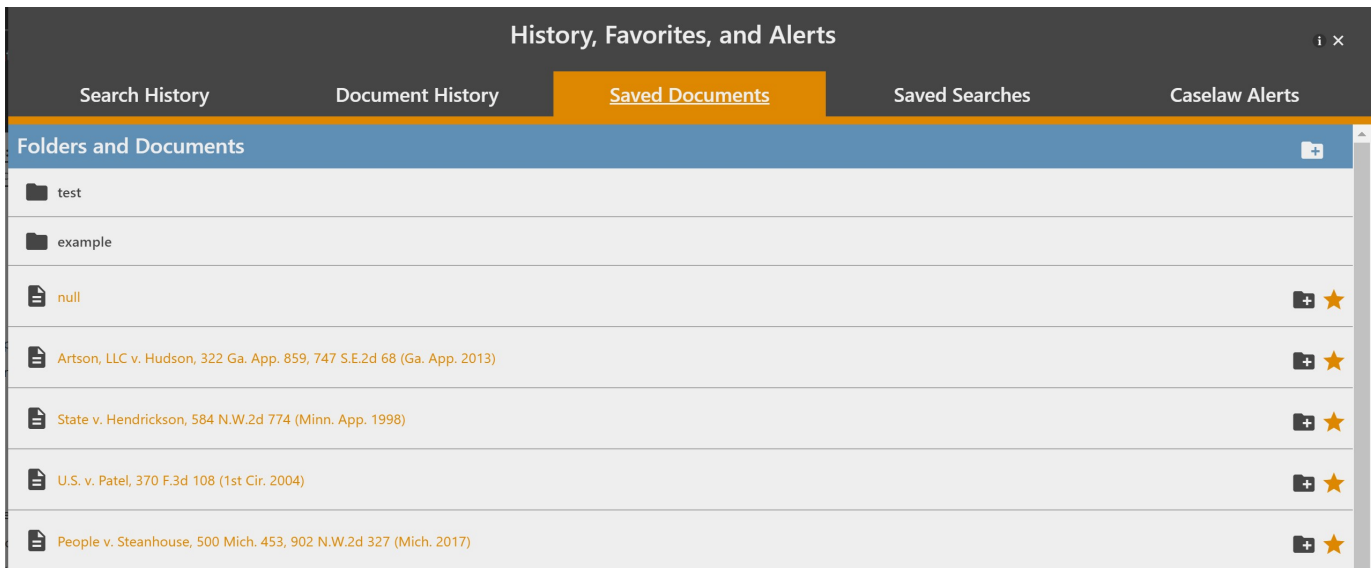 History, Favorites, and Alerts
Search History Document History Saved Documents Saved Searches Caselaw Alerts
Folders and Documents
test
example
null
Artson, LLC v. Hudson, 322 Ga. App. 859, 747 S.E.2d 68 (Ga. App. 2013)
State v. Hendrickson, 584 N.W.2d 774 (Minn. App. 1998)
U.S. v. Patel, 370 F.3d 108 (1st Cir. 2004)
People v. Steanhouse, 500 Mich. 453, 902 N.W.2d 327 (Mich. 2017)